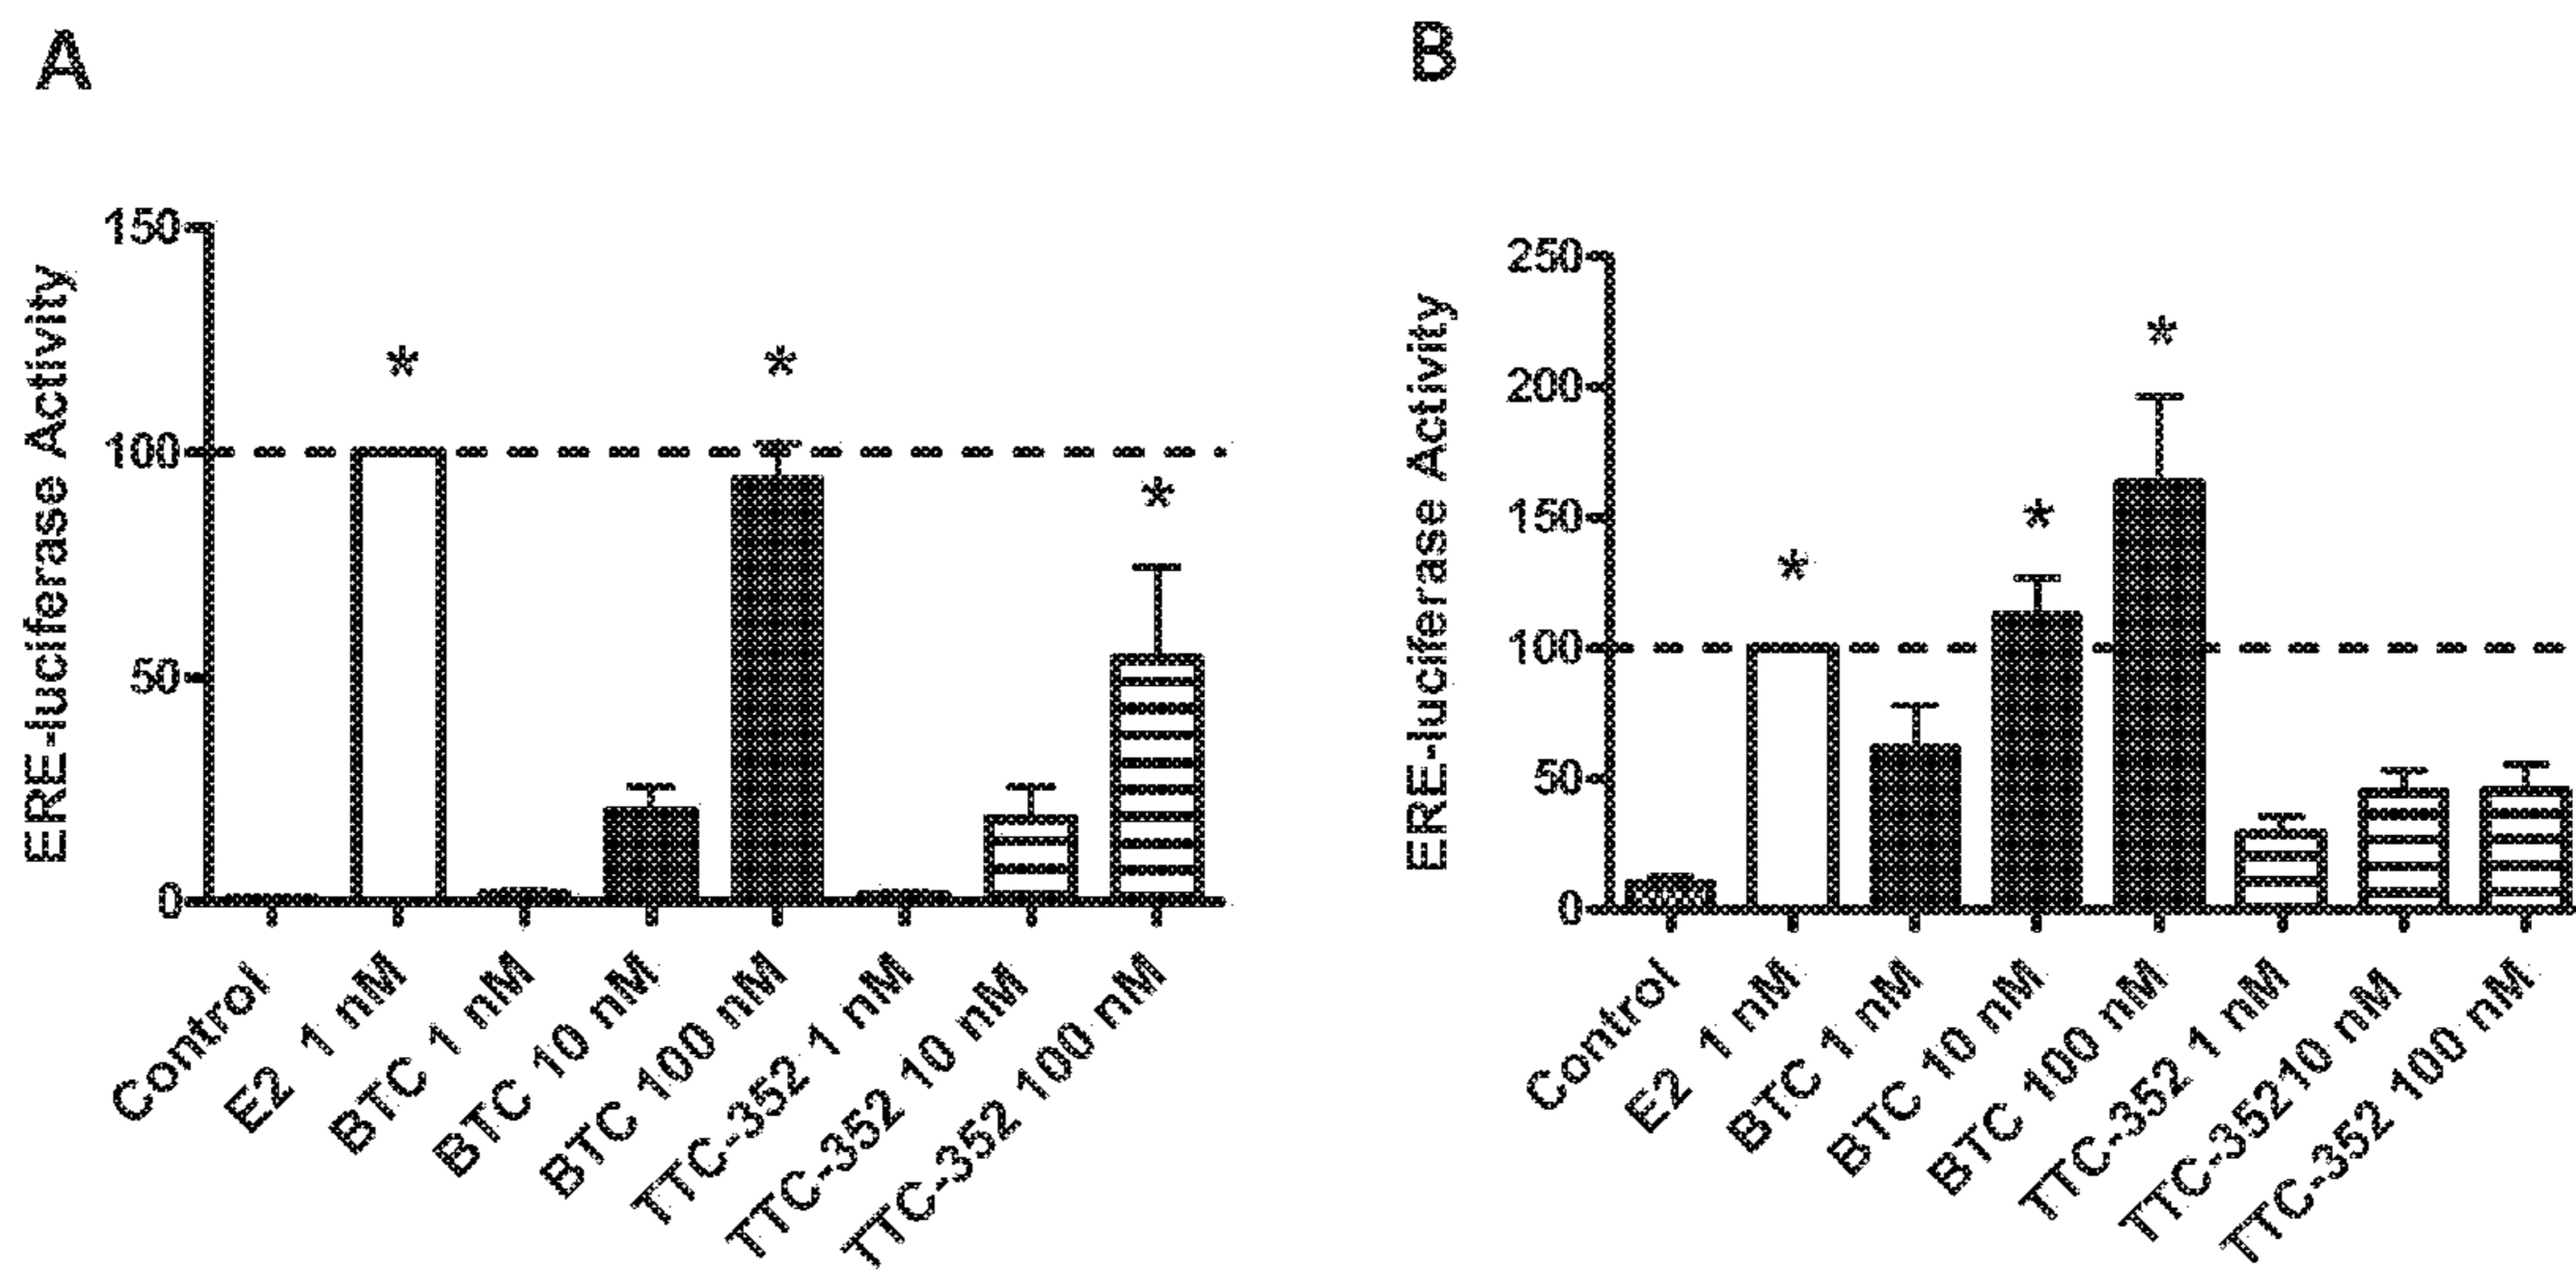 A
ERE-luciferase Activity
150
100
50
0
*
*
*
Control
E2 1 nM
BTC 1 nM
BTC 10 nM
BTC 100 nM
TTC-352 1 nM
TTC-352 10 nM
TTC-352 100 nM
B
ERE-luciferase Activity
250
200
150
100
50
0
*
*
*
Control
E2 1 nM
BTC 1 nM
BTC 10 nM
BTC 100 nM
TTC-352 1 nM
TTC-35210 nM
TTC-352 100 nM